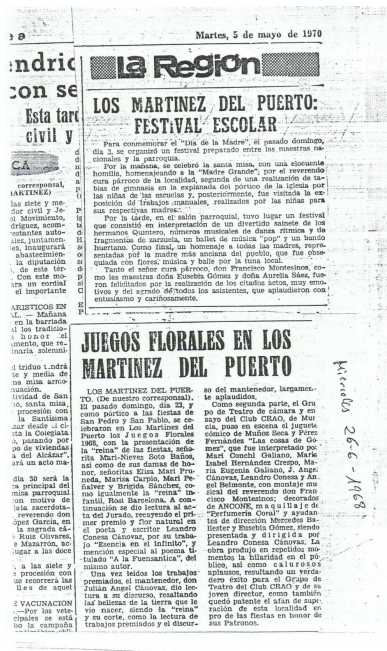 Martes, 5 de mayo de 1970
La Región
LOS MARTINEZ DEL PUERTO:
FESTIVAL ESCOLAR
Para conmemorar el "Dia de la Madre", el pasado domingo,
dia 3, se organizó un festival preparado entre las maestras na-
cionales y la parroquia.
Por la mañana, se celebró la santa misa, con una elocuente
homilía, homenajeando a la "Madre Grande"; por el reverendo
cura párroco de la localidad, segunda de una realización de ta-
blas de gimnasia en la explanada del pórtico de la iglesia por
las niñas de las escuelas y, posteriormente, fue visitada la expo-
sición de trabajos manuales, realizados por las niñas para
sus respectivas madres.
Por la tarde, en el salón parroquial, tuvo lugar un festival
que consistió en interpretación de un divertido sainete de los
hermanos Quintero, números musicales de danza rítmica y de
fragmentos de zarzuela, un ballet de música "pop" y un bando
huertano. Como final, un homenaje a todas las madres, repre-
sentadas por la madre más anciana del pueblo, que fue obse-
quiada con flores, música y baile por la tuna local.
Tanto el señor cura párroco, don Francisco Montesinos, co-
mo las maestras doña Eusebia Gómez y doña Aurelia Sáez, fue-
ron felicitados por la realización de los citados actos, muy emo-
tivos y del agrado de todos los asistentes, que aplaudieron con
entusiasmo y cariñosamente.
JUEGOS FLORALES EN LOS
MARTINEZ DEL PUERTO
LOS MARTINEZ DEL PUER-
TO. (De nuestro corresponsal).
El pasado domingo, dia 23, y
como pórtico a las fiestas de
San Pedro y San Pablo, se ce-
lebraron en Los Martinez del
Puerto los Juegos Florales
1968, con la presentación de
la "reina" de las fiestas, seño-
rita Mari-Nieves Soto Baños,
asi como de sus damas de ho-
nor, señoritas Elisa Mari Pru-
neda, Marisa Carpio, Mari Pe-
ñalver y Brigida Sánchez, co-
mo igualmente la "reina" in-
fantil, Rosi Barcelona. A con-
tinuación se dio lectura al ac-
ta del Jurado, recayendo el pri-
mer premio y Flor natural en
el poeta y escritor Leandro
Conesa Cánovas, por su traba-
jo "Esencia en el Infinito", y
mención especial al poema ti-
tulado "A la Fuensantica", del
mismo autor.
Una vez leidos los trabajos
premiados, el mantenedor, don
Julián Angel Cánovas, dio lec-
tura a su discurso, resaltando
las bellezas de la tierra que le
vio nacer, siendo la "reina"
y su corte, como la lectura de
trabajos premiados y el discur-
so del mantenedor, largamen-
te aplaudidos.
Como segunda parte, el Gru-
po de Teatro de cámara y en-
sayo del Club CRAO, de Mur-
cia, puso en escena el juguete
cómico de Muñoz Seca y Pérez
Fernández "Las cosas de Gó-
mez", que fue interpretado por
Mari Conchi Galiano, María
Isabel Hernández Crespo, Ma-
ria Eugenia Galiano, J. Angel
Cánovas, Leandro Conesa y An-
gel Belmonte, con montaje mu-
sical del reverendo don Fran-
cisco Montesinos; decorados
de ANCONE, maquillaje de
"Perfumería Coral" y ayudan-
tes de dirección Mercedes Ba-
llester y Eusebia Gómez, siendo
presentada y dirigida por
Leandro Conesa Cánovas. La
obra produjo en repetidos mo-
mentos la hilaridad en el pú-
blico, así como calurosos
aplausos, resultando un verda-
dero éxito para el Grupo de
Teatro del Club CRAO y de su
joven director, como también
quedó patente el afán de supe-
ración de esta localidad en
pro de las fiestas en honor de
sus Patronos.
Miercoles 26-6-1968